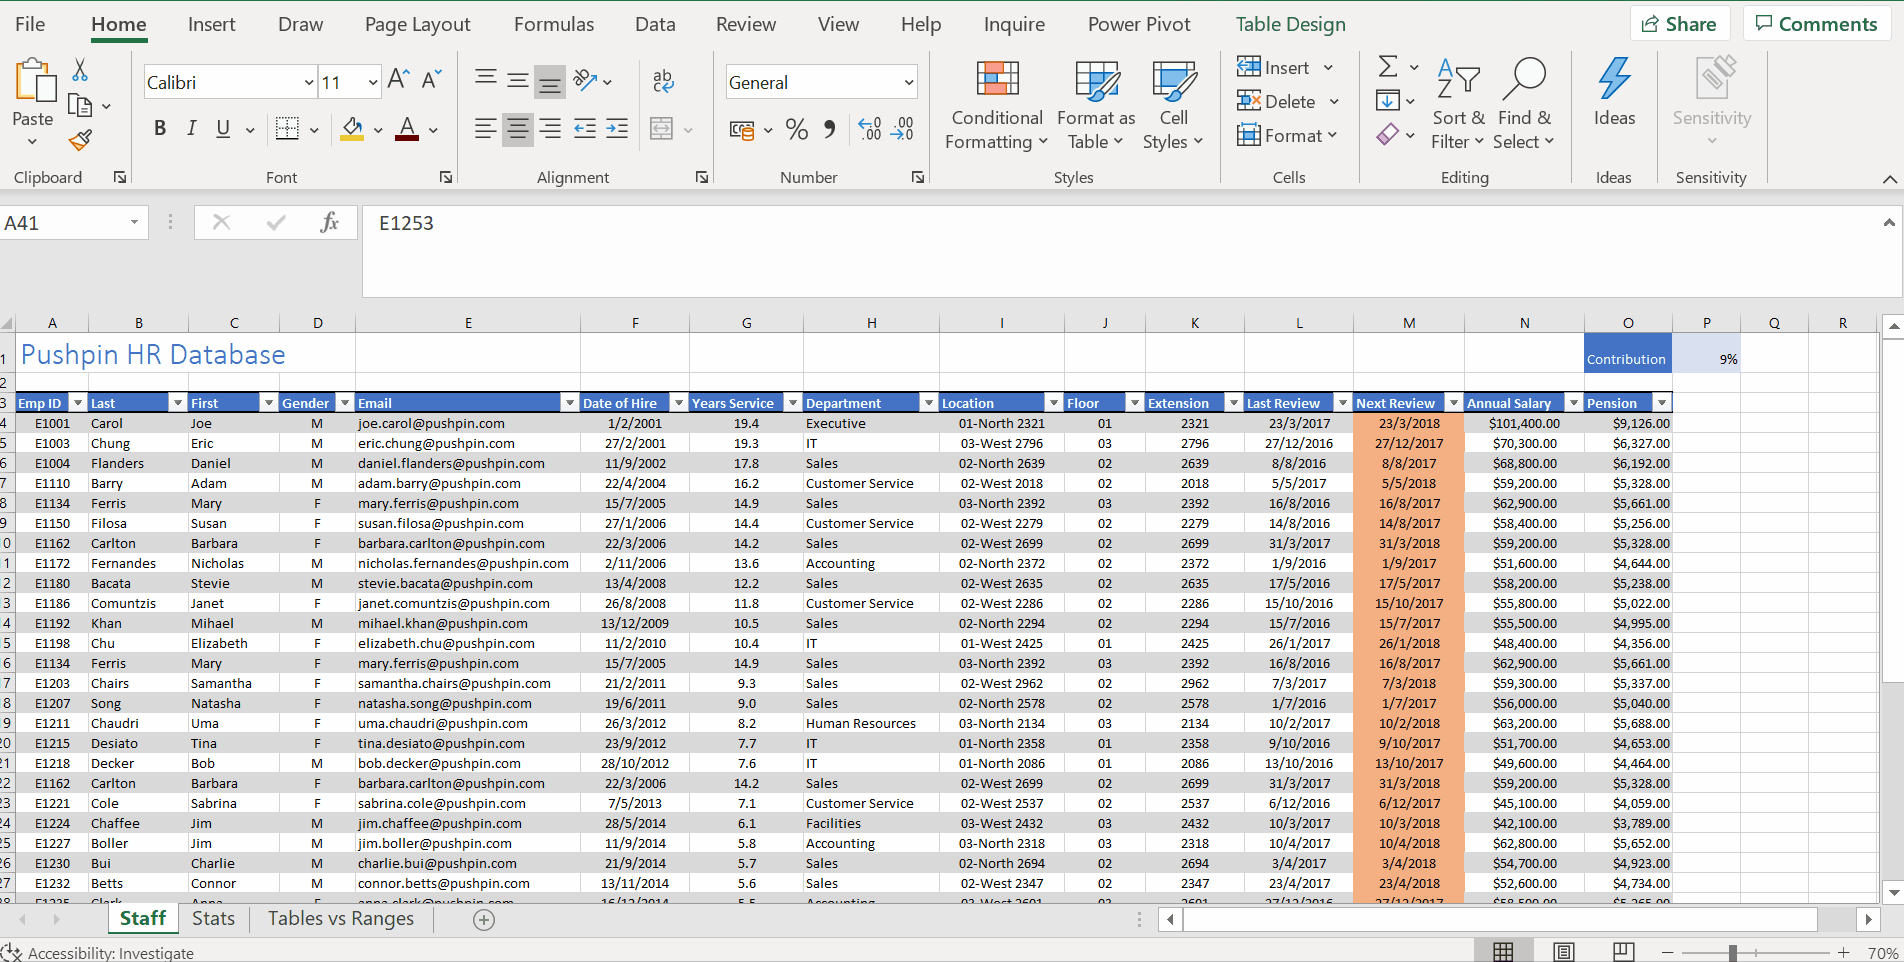 File Home Insert Draw Page Layout Formulas Data Review View Help Inquire Power Pivot Table Design Share Comments
Calibri 11 General Insert
Conditional Format as Cell Delete
Paste Sort & Find & Ideas Sensitivity
B I U ab c % Formatting Table Styles Format Filter Select
Clipboard Font Alignment Number Styles Cells Editing Ideas Sensitivity
A41 fx E1253
A B C D E F G H I J K L M N O P Q R
1 Pushpin HR Database Contribution 9%
2
3 Emp ID Last First Gender Email Date of Hire Years Service Department Location Floor Extension Last Review Next Review Annual Salary Pension
4 E1001 Carol Joe M joe.carol@pushpin.com 1/2/2001 19.4 Executive 01-North 2321 01 2321 23/3/2017 23/3/2018 $101,400.00 $9,126.00
5 E1003 Chung Eric M eric.chung@pushpin.com 27/2/2001 19.3 IT 03-West 2796 03 2796 27/12/2016 27/12/2017 $70,300.00 $6,327.00
6 E1004 Flanders Daniel M daniel.flanders@pushpin.com 11/9/2002 17.8 Sales 02-North 2639 02 2639 8/8/2016 8/8/2017 $68,800.00 $6,192.00
7 E1110 Barry Adam M adam.barry@pushpin.com 22/4/2004 16.2 Customer Service 02-West 2018 02 2018 5/5/2017 5/5/2018 $59,200.00 $5,328.00
8 E1134 Ferris Mary F mary.ferris@pushpin.com 15/7/2005 14.9 Sales 03-North 2392 03 2392 16/8/2016 16/8/2017 $62,900.00 $5,661.00
9 E1150 Filosa Susan F susan.filosa@pushpin.com 27/1/2006 14.4 Customer Service 02-West 2279 02 2279 14/8/2016 14/8/2017 $58,400.00 $5,256.00
0 E1162 Carlton Barbara F barbara.carlton@pushpin.com 22/3/2006 14.2 Sales 02-West 2699 02 2699 31/3/2017 31/3/2018 $59,200.00 $5,328.00
1 E1172 Fernandes Nicholas M nicholas.fernandes@pushpin.com 2/11/2006 13.6 Accounting 02-North 2372 02 2372 1/9/2016 1/9/2017 $51,600.00 $4,644.00
2 E1180 Bacata Stevie M stevie.bacata@pushpin.com 13/4/2008 12.2 Sales 02-West 2635 02 2635 17/5/2016 17/5/2017 $58,200.00 $5,238.00
3 E1186 Comuntzis Janet F janet.comuntzis@pushpin.com 26/8/2008 11.8 Customer Service 02-West 2286 02 2286 15/10/2016 15/10/2017 $55,800.00 $5,022.00
4 E1192 Khan Mihael M mihael.khan@pushpin.com 13/12/2009 10.5 Sales 02-North 2294 02 2294 15/7/2016 15/7/2017 $55,500.00 $4,995.00
5 E1198 Chu Elizabeth F elizabeth.chu@pushpin.com 11/2/2010 10.4 IT 01-West 2425 01 2425 26/1/2017 26/1/2018 $48,400.00 $4,356.00
6 E1134 Ferris Mary F mary.ferris@pushpin.com 15/7/2005 14.9 Sales 03-North 2392 03 2392 16/8/2016 16/8/2017 $62,900.00 $5,661.00
7 E1203 Chairs Samantha F samantha.chairs@pushpin.com 21/2/2011 9.3 Sales 02-West 2962 02 2962 7/3/2017 7/3/2018 $59,300.00 $5,337.00
8 E1207 Song Natasha F natasha.song@pushpin.com 19/6/2011 9.0 Sales 02-North 2578 02 2578 1/7/2016 1/7/2017 $56,000.00 $5,040.00
9 E1211 Chaudri Uma F uma.chaudri@pushpin.com 26/3/2012 8.2 Human Resources 03-North 2134 03 2134 10/2/2017 10/2/2018 $63,200.00 $5,688.00
20 E1215 Desiato Tina F tina.desiato@pushpin.com 23/9/2012 7.7 IT 01-North 2358 01 2358 9/10/2016 9/10/2017 $51,700.00 $4,653.00
21 E1218 Decker Bob M bob.decker@pushpin.com 28/10/2012 7.6 IT 01-North 2086 01 2086 13/10/2016 13/10/2017 $49,600.00 $4,464.00
22 E1162 Carlton Barbara F barbara.carlton@pushpin.com 22/3/2006 14.2 Sales 02-West 2699 02 2699 31/3/2017 31/3/2018 $59,200.00 $5,328.00
23 E1221 Cole Sabrina F sabrina.cole@pushpin.com 7/5/2013 7.1 Customer Service 02-West 2537 02 2537 6/12/2016 6/12/2017 $45,100.00 $4,059.00
24 E1224 Chaffee Jim M jim.chaffee@pushpin.com 28/5/2014 6.1 Facilities 03-West 2432 03 2432 10/3/2017 10/3/2018 $42,100.00 $3,789.00
25 E1227 Boller Jim M jim.boller@pushpin.com 11/9/2014 5.8 Accounting 03-North 2318 03 2318 10/4/2017 10/4/2018 $62,800.00 $5,652.00
26 E1230 Bui Charlie M charlie.bui@pushpin.com 21/9/2014 5.7 Sales 02-North 2694 02 2694 3/4/2017 3/4/2018 $54,700.00 $4,923.00
27 E1232 Betts Connor M connor.betts@pushpin.com 13/11/2014 5.6 Sales 02-West 2347 02 2347 23/4/2017 23/4/2018 $52,600.00 $4,734.00
Staff Stats Tables vs Ranges
Accessibility: Investigate 70%